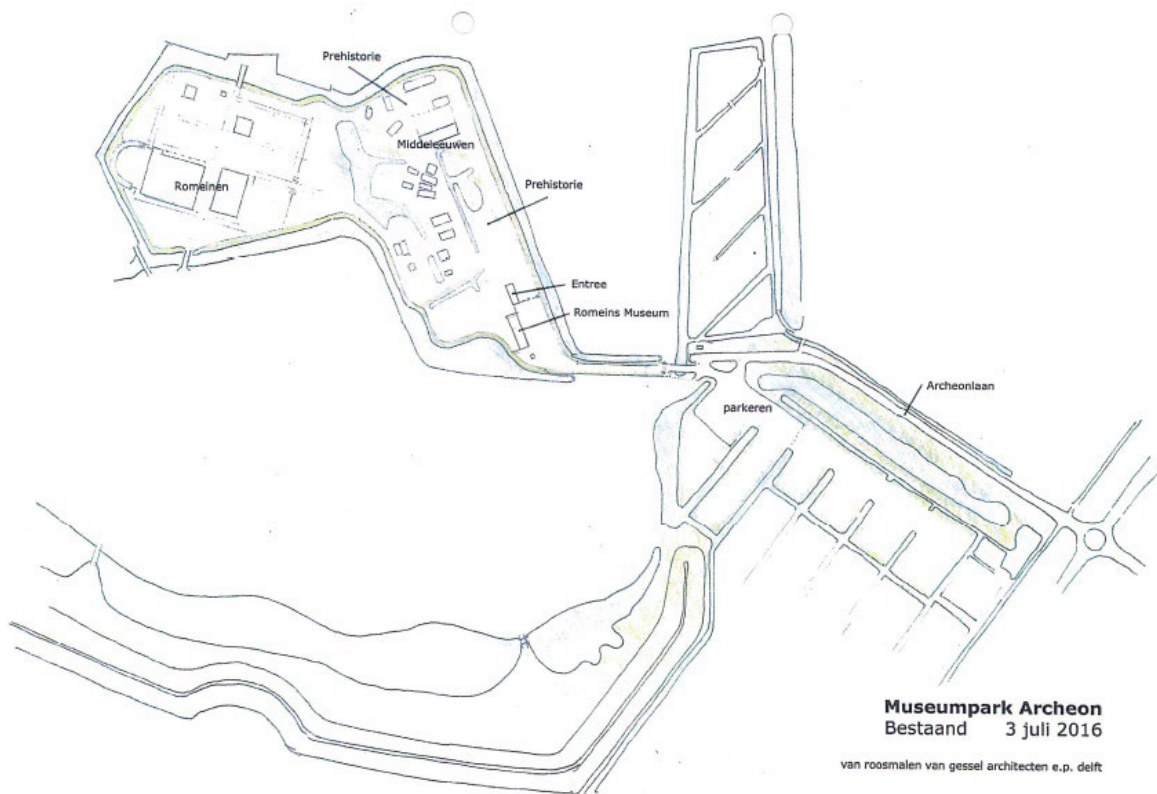 Prehistorie
Middeleeuwen
Romeinen
Prehistorie
Entree
Romeins Museum
Archeonlaan
parkeren
Museumpark Archeon
Bestaand 3 juli 2016
van roosmalen van gessel architecten e.p. delft